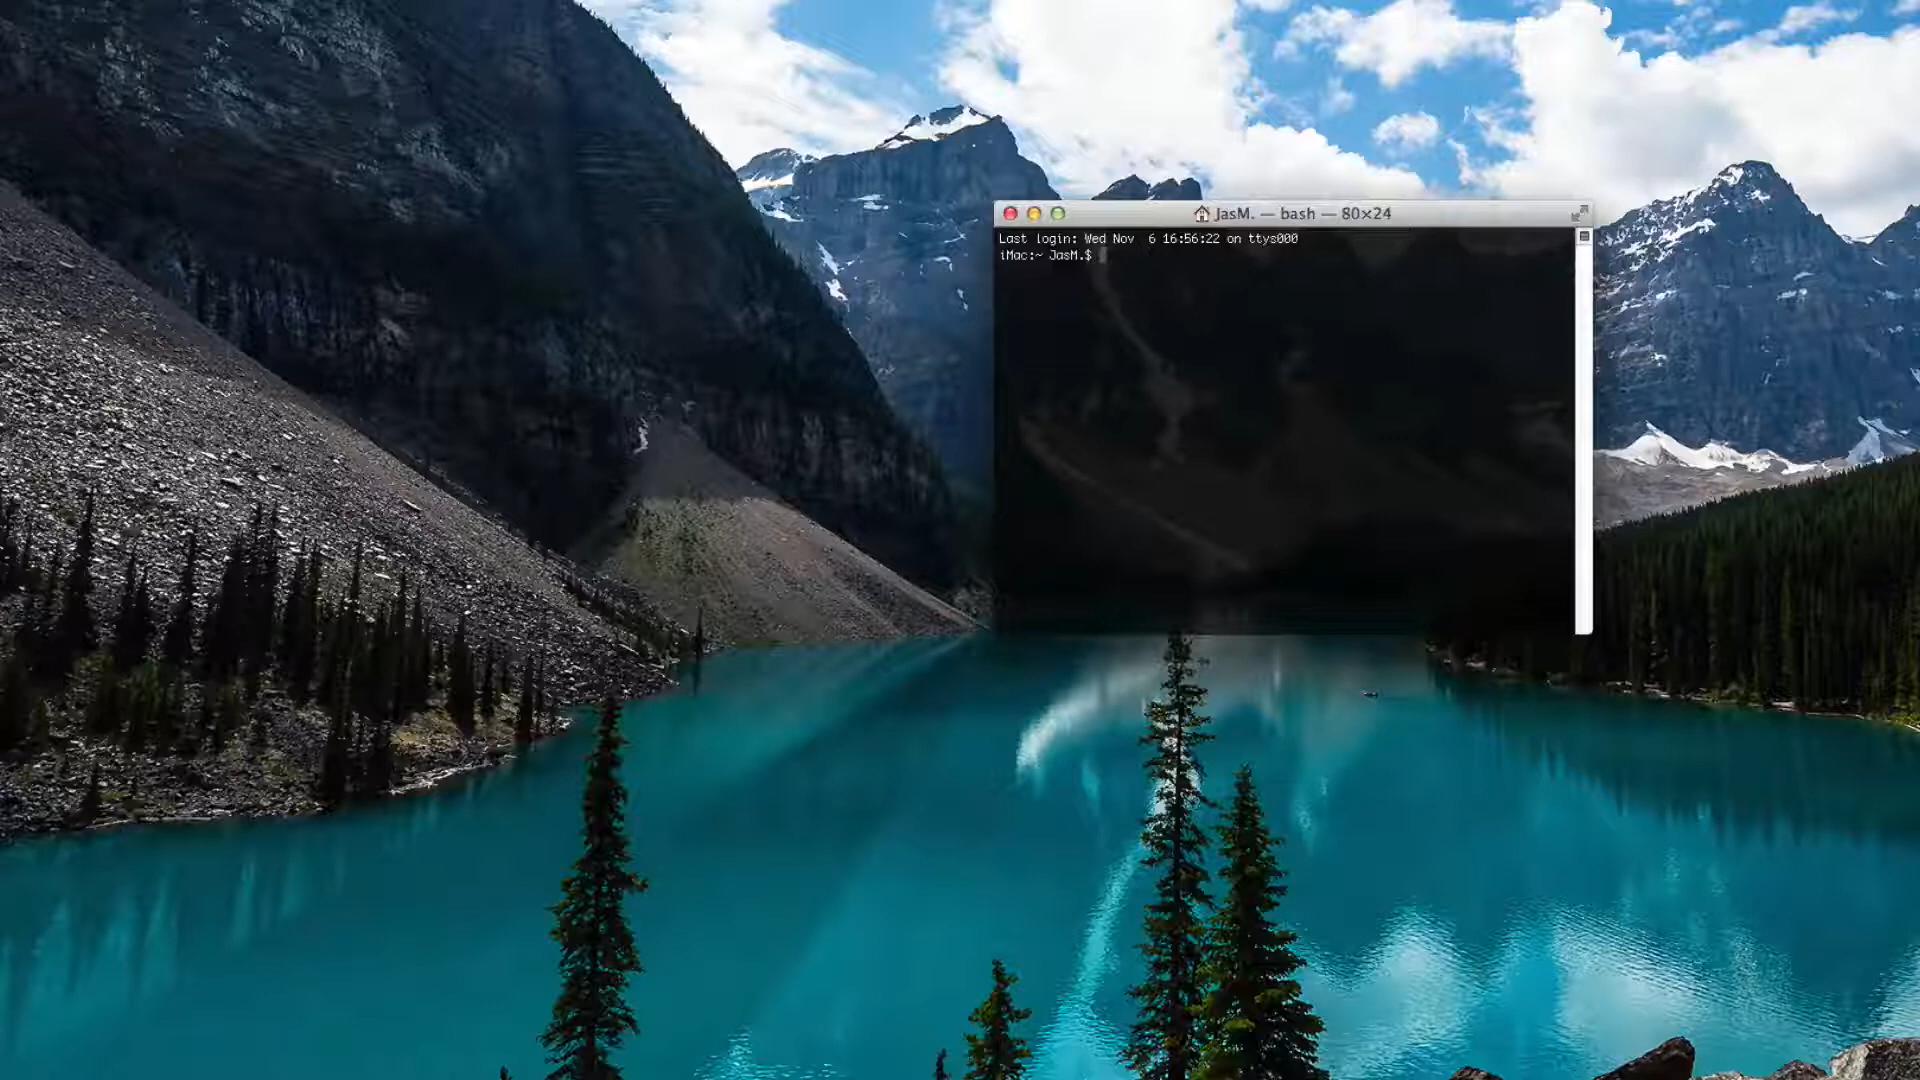 JasM. — bash — 80×24
Last login: Wed Nov  6 16:56:22 on ttys000
iMac:~ JasM.$